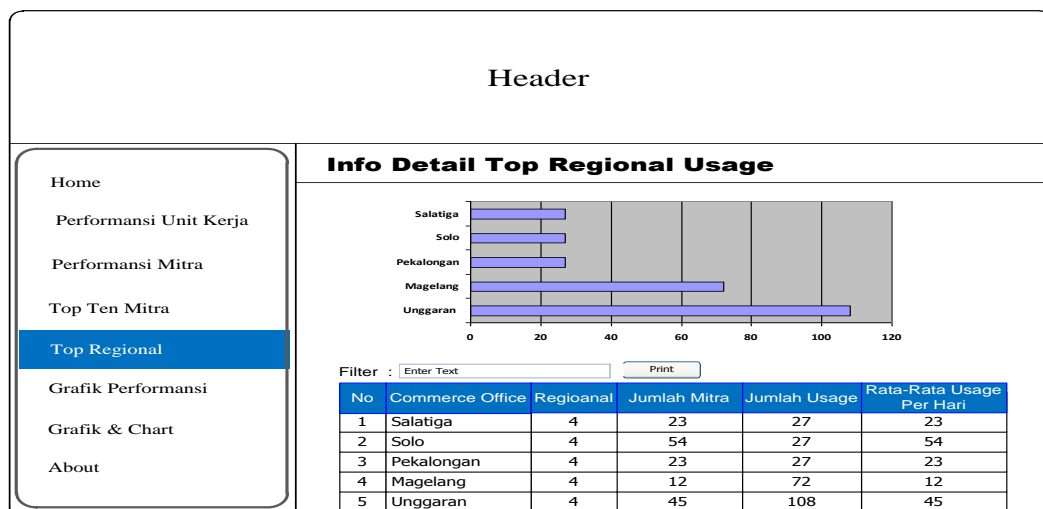 Header
Home
Performansi Unit Kerja
Performansi Mitra
Top Ten Mitra
Top Regional
Grafik Performansi
Grafik & Chart
About
Info Detail Top Regional Usage
Salatiga
Solo
Pekalongan
Magelang
Unggaran
0 20 40 60 80 100 120
Filter : Enter Text Print
No Commerce Office Regioanal Jumlah Mitra Jumlah Usage Rata-Rata Usage
Per Hari
1 Salatiga 4 23 27 23
2 Solo 4 54 27 54
3 Pekalongan 4 23 27 23
4 Magelang 4 12 72 12
5 Unggaran 4 45 108 45